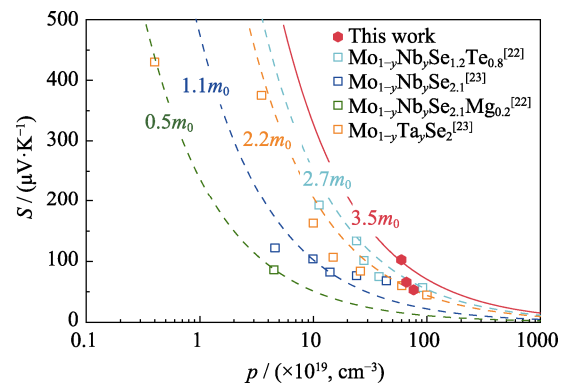 500
400
300
200
100
0
S / (μV·K⁻¹)
This work
Mo₁₋yNbySe₁.₂Te₀.₈[22]
Mo₁₋yNbySe₂.₁[23]
Mo₁₋yNbySe₂.₁Mg₀.₂[22]
Mo₁₋yTaySe₂[23]
1.1m₀
0.5m₀
2.2m₀
2.7m₀
3.5m₀
0.1 1 10 100 1000
p / (×10¹⁹, cm⁻³)